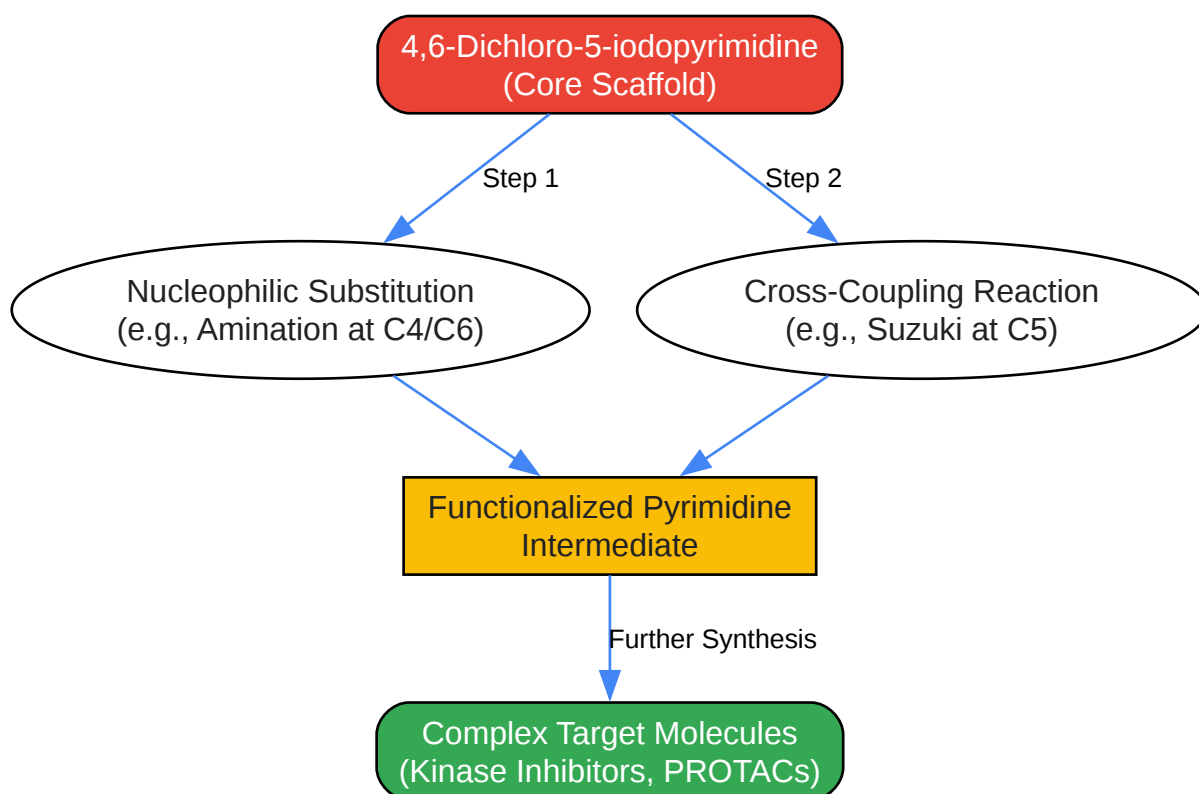 4,6-Dichloro-5-iodopyrimidine
(Core Scaffold)
Step 1
Step 2
Nucleophilic Substitution
(e.g., Amination at C4/C6)
Cross-Coupling Reaction
(e.g., Suzuki at C5)
Functionalized Pyrimidine
Intermediate
Further Synthesis
Complex Target Molecules
(Kinase Inhibitors, PROTACs)